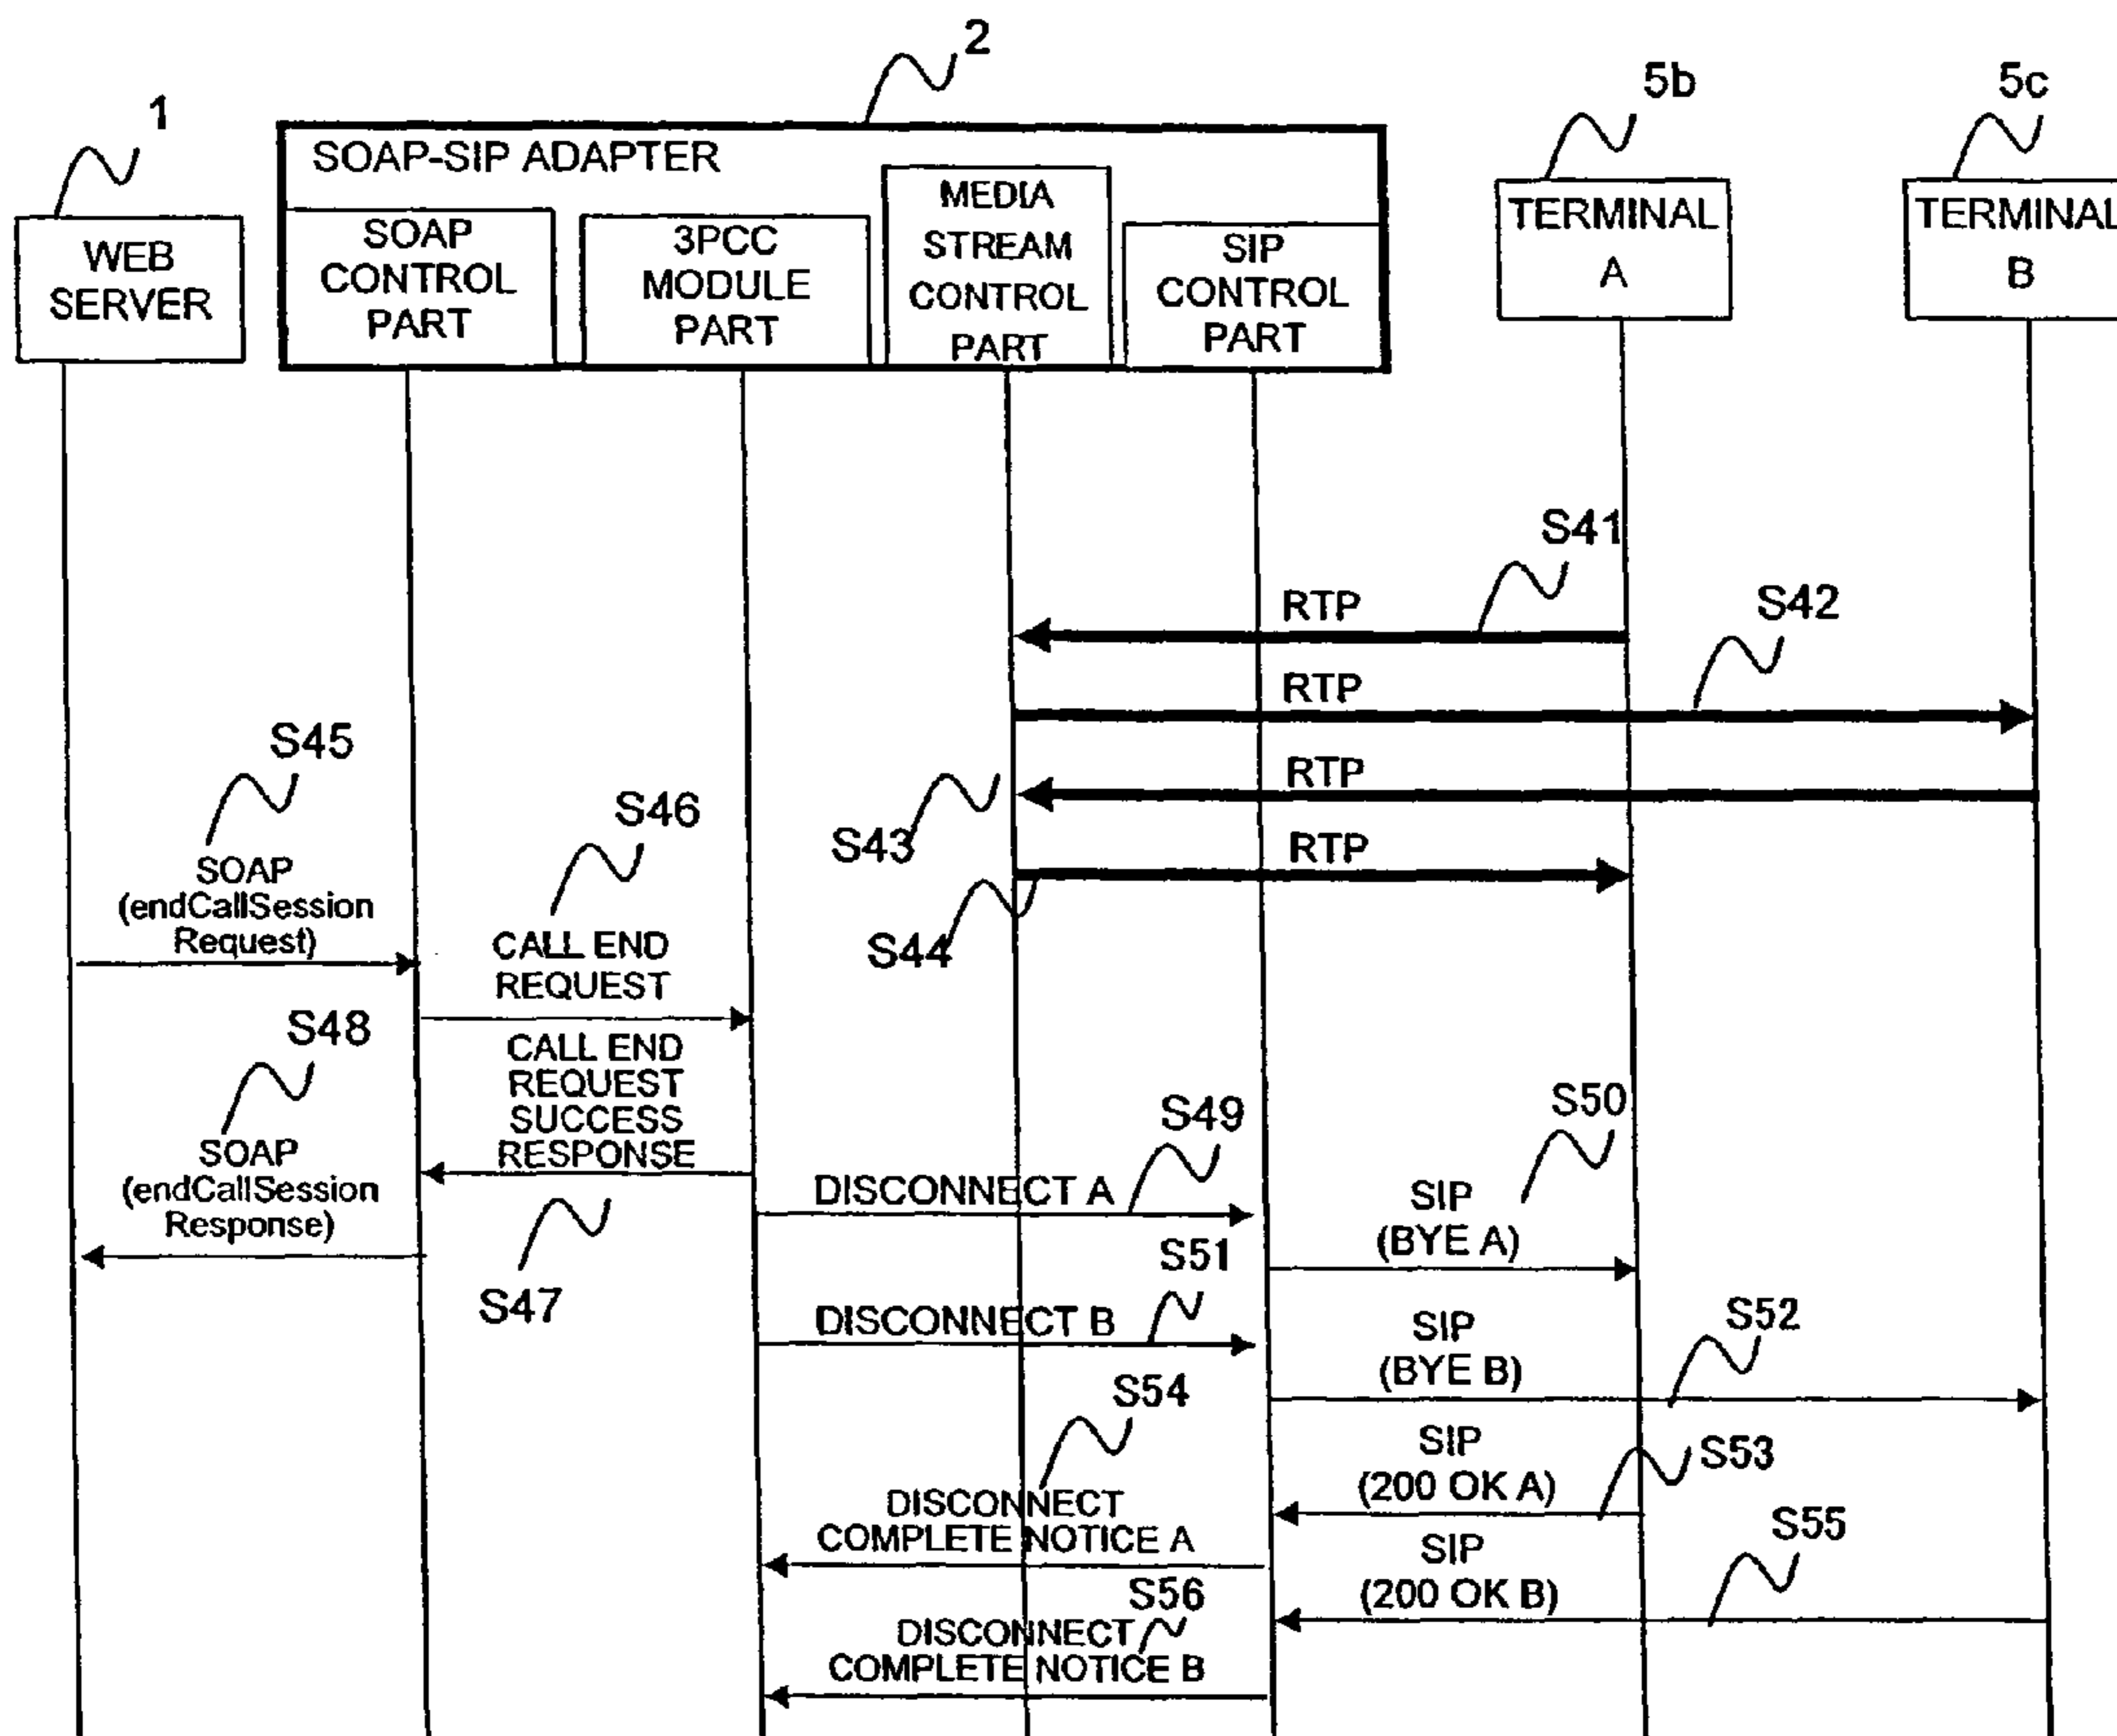 2
1
5b
5c
SOAP-SIP ADAPTER
WEB
SERVER
SOAP
CONTROL
PART
3PCC
MODULE
PART
MEDIA
STREAM
CONTROL
PART
SIP
CONTROL
PART
TERMINAL
A
TERMINAL
B
S41
RTP
S42
RTP
S43
RTP
S44
RTP
S45
SOAP
(endCallSession
Request)
S46
CALL END
REQUEST
S48
SOAP
(endCallSession
Response)
CALL END
REQUEST
SUCCESS
RESPONSE
S47
S49
DISCONNECT A
S50
SIP
(BYE A)
S51
DISCONNECT B
S52
SIP
(BYE B)
S54
DISCONNECT
COMPLETE NOTICE A
S53
SIP
(200 OK A)
S55
SIP
(200 OK B)
S56
DISCONNECT
COMPLETE NOTICE B